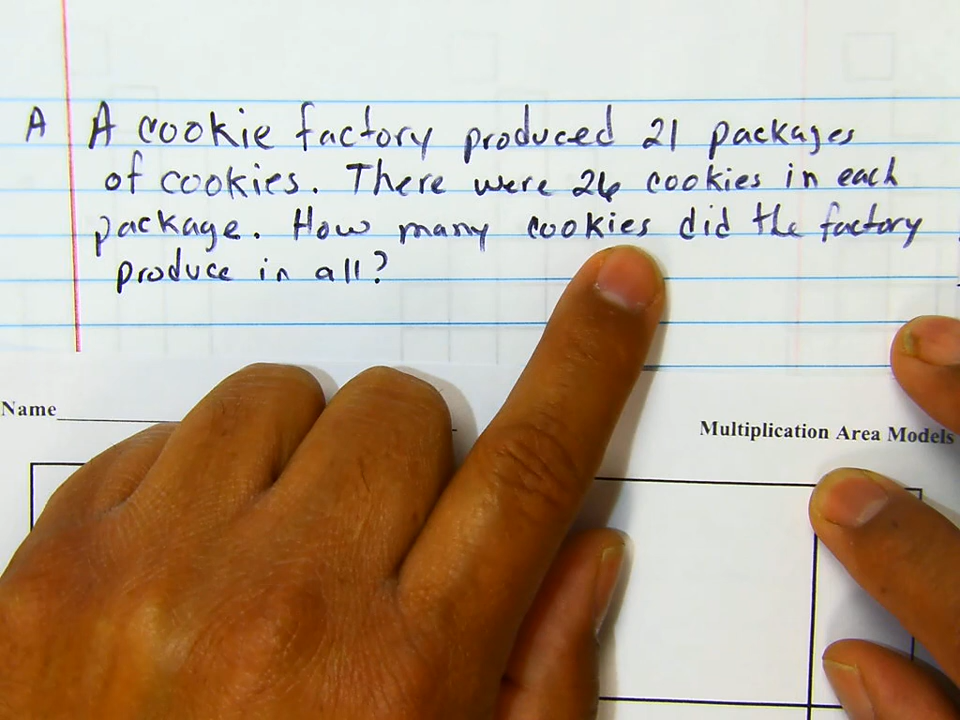 A A cookie factory produced 21 packages
of cookies. There were 26 cookies in each
package. How many cookies did the factory
produce in all?
Name
Multiplication Area Models